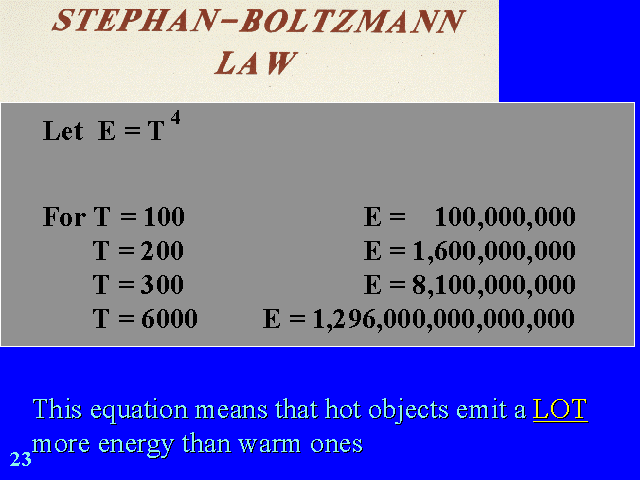 STEPHAN-BOLTZMANN
LAW
Let E = T 4
For T = 100 E = 100,000,000
T = 200 E = 1,600,000,000
T = 300 E = 8,100,000,000
T = 6000 E = 1,296,000,000,000,000
This equation means that hot objects emit a LOT
more energy than warm ones
23